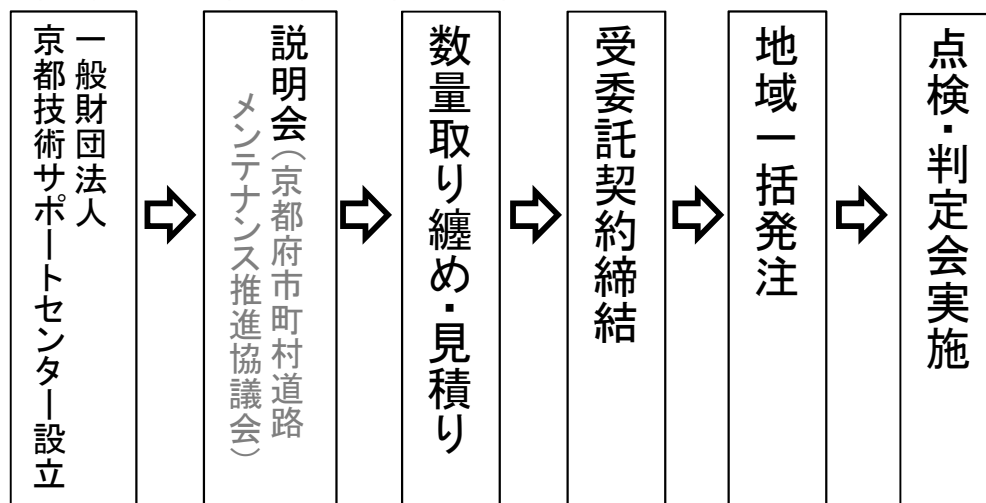 一般財団法人
京都技術サポートセンター設立
説明会（京都府市町村道路
メンテナンス推進協議会）
数量取り纏め・見積り
受委託契約締結
地域一括発注
点検・判定会実施